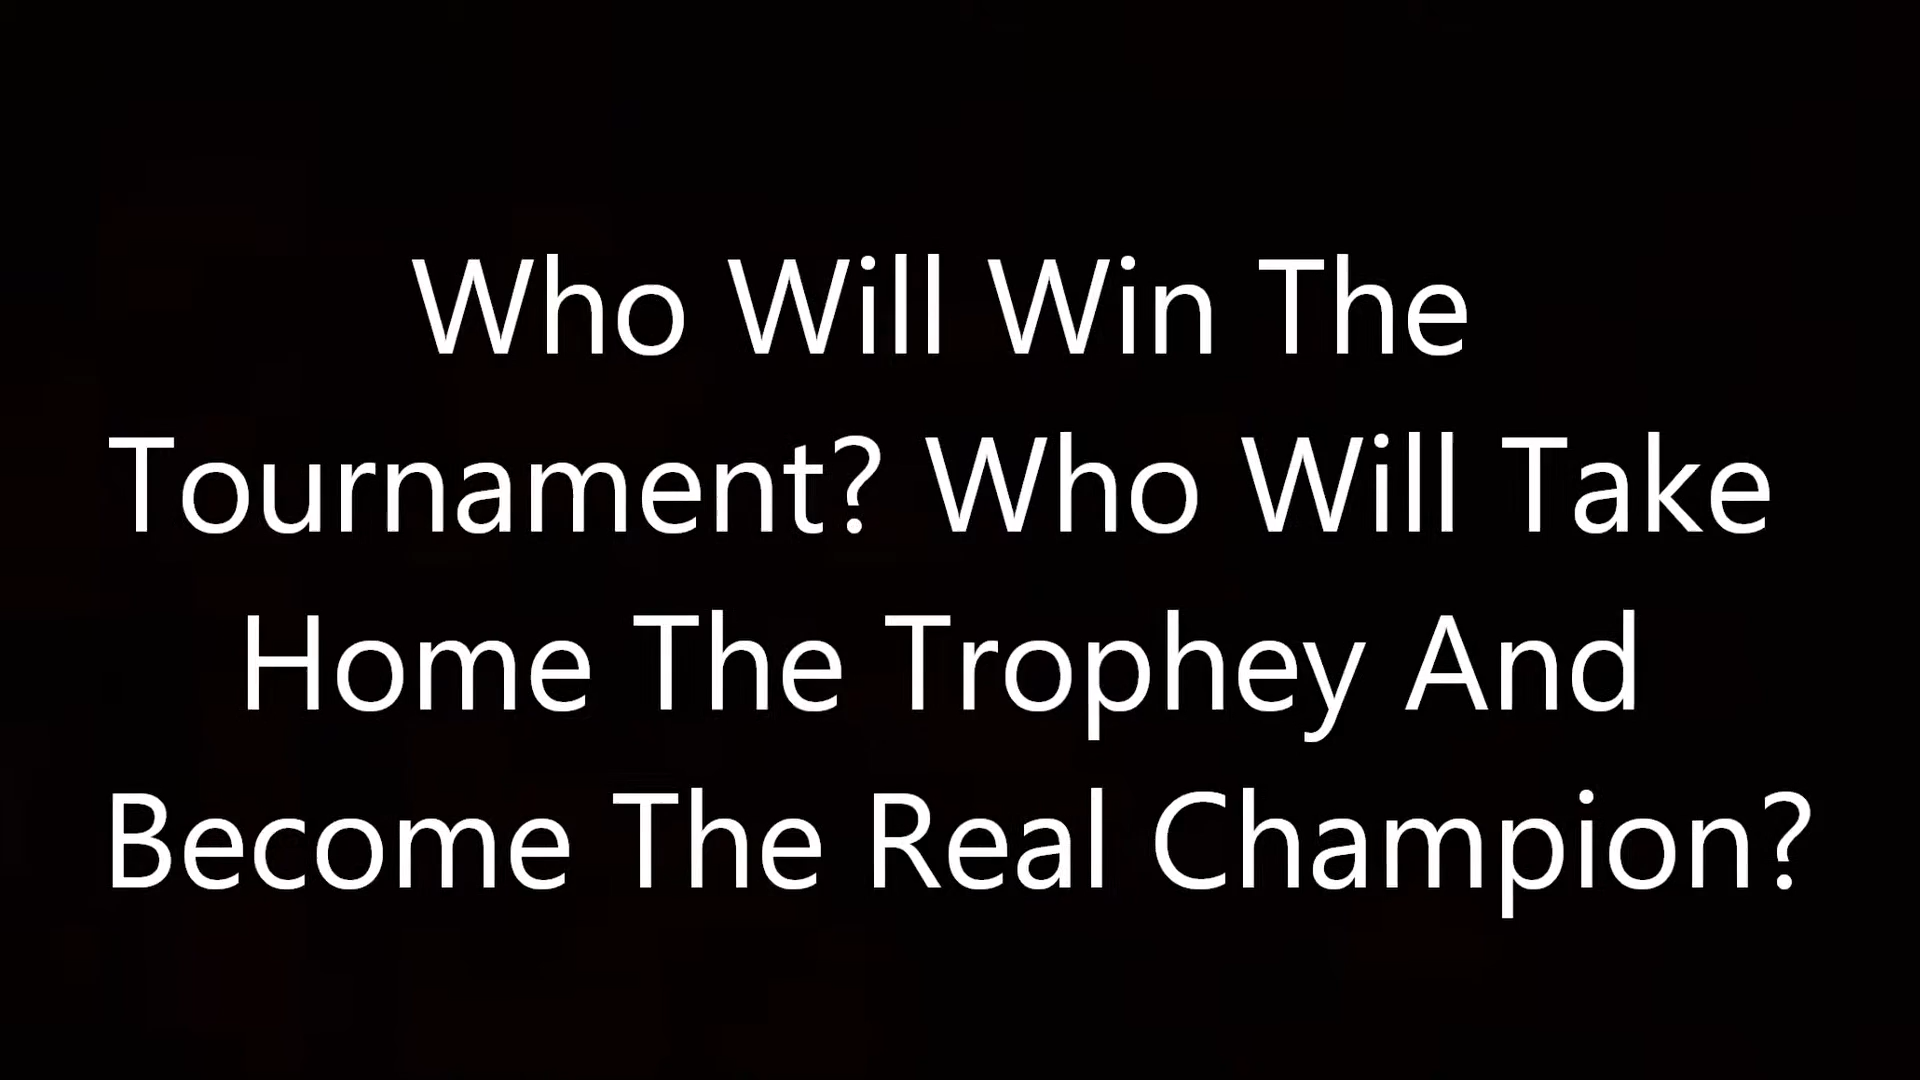 Who Will Win The
Tournament? Who Will Take
Home The Trophey And
Become The Real Champion?